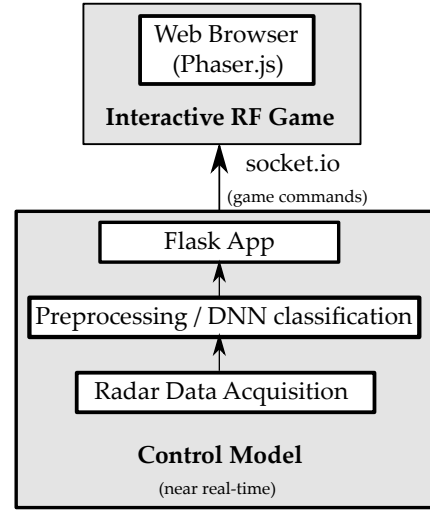 Web Browser
(Phaser.js)
Interactive RF Game
socket.io
(game commands)
Flask App
Preprocessing / DNN classification
Radar Data Acquisition
Control Model
(near real-time)